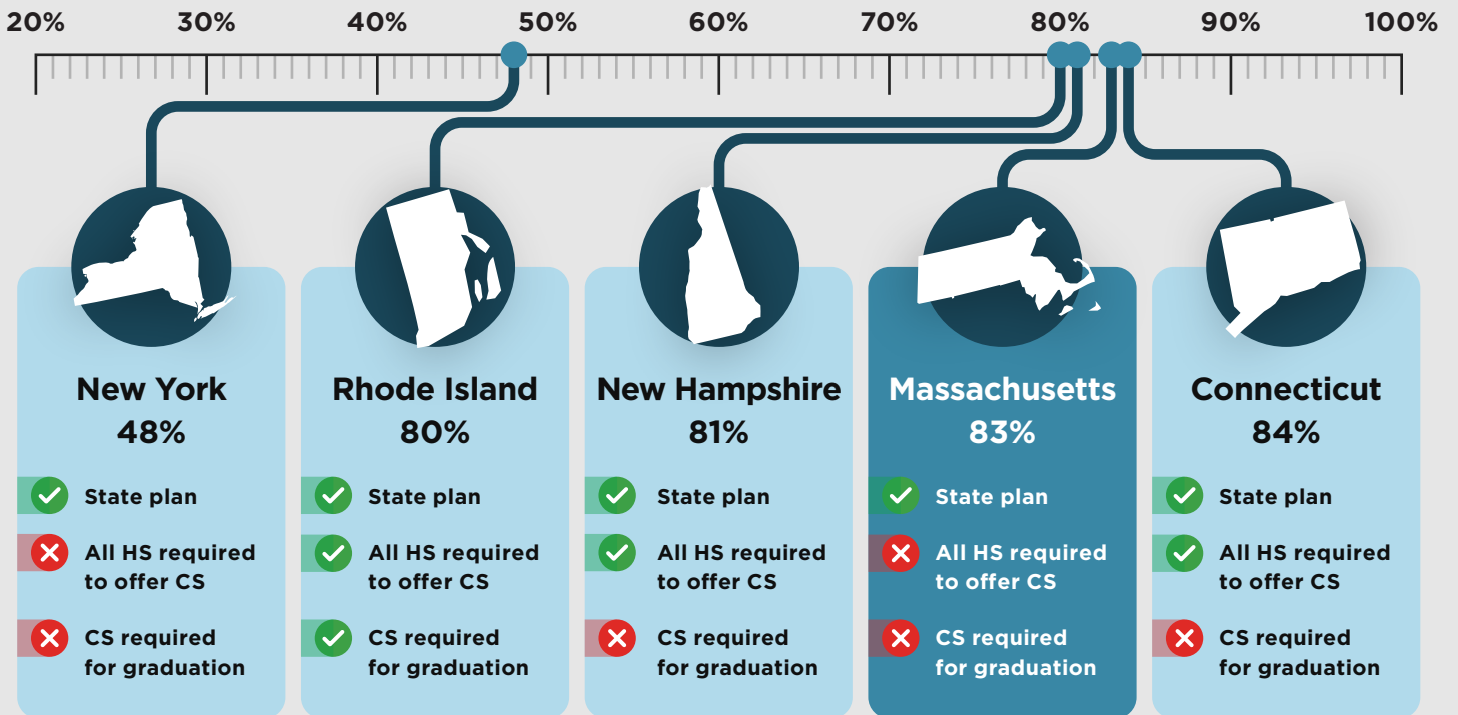 20% 30% 40% 50% 60% 70% 80% 90% 100%
New York
48%
State plan
All HS required
to offer CS
CS required
for graduation
Rhode Island
80%
State plan
All HS required
to offer CS
CS required
for graduation
New Hampshire
81%
State plan
All HS required
to offer CS
CS required
for graduation
Massachusetts
83%
State plan
All HS required
to offer CS
CS required
for graduation
Connecticut
84%
State plan
All HS required
to offer CS
CS required
for graduation